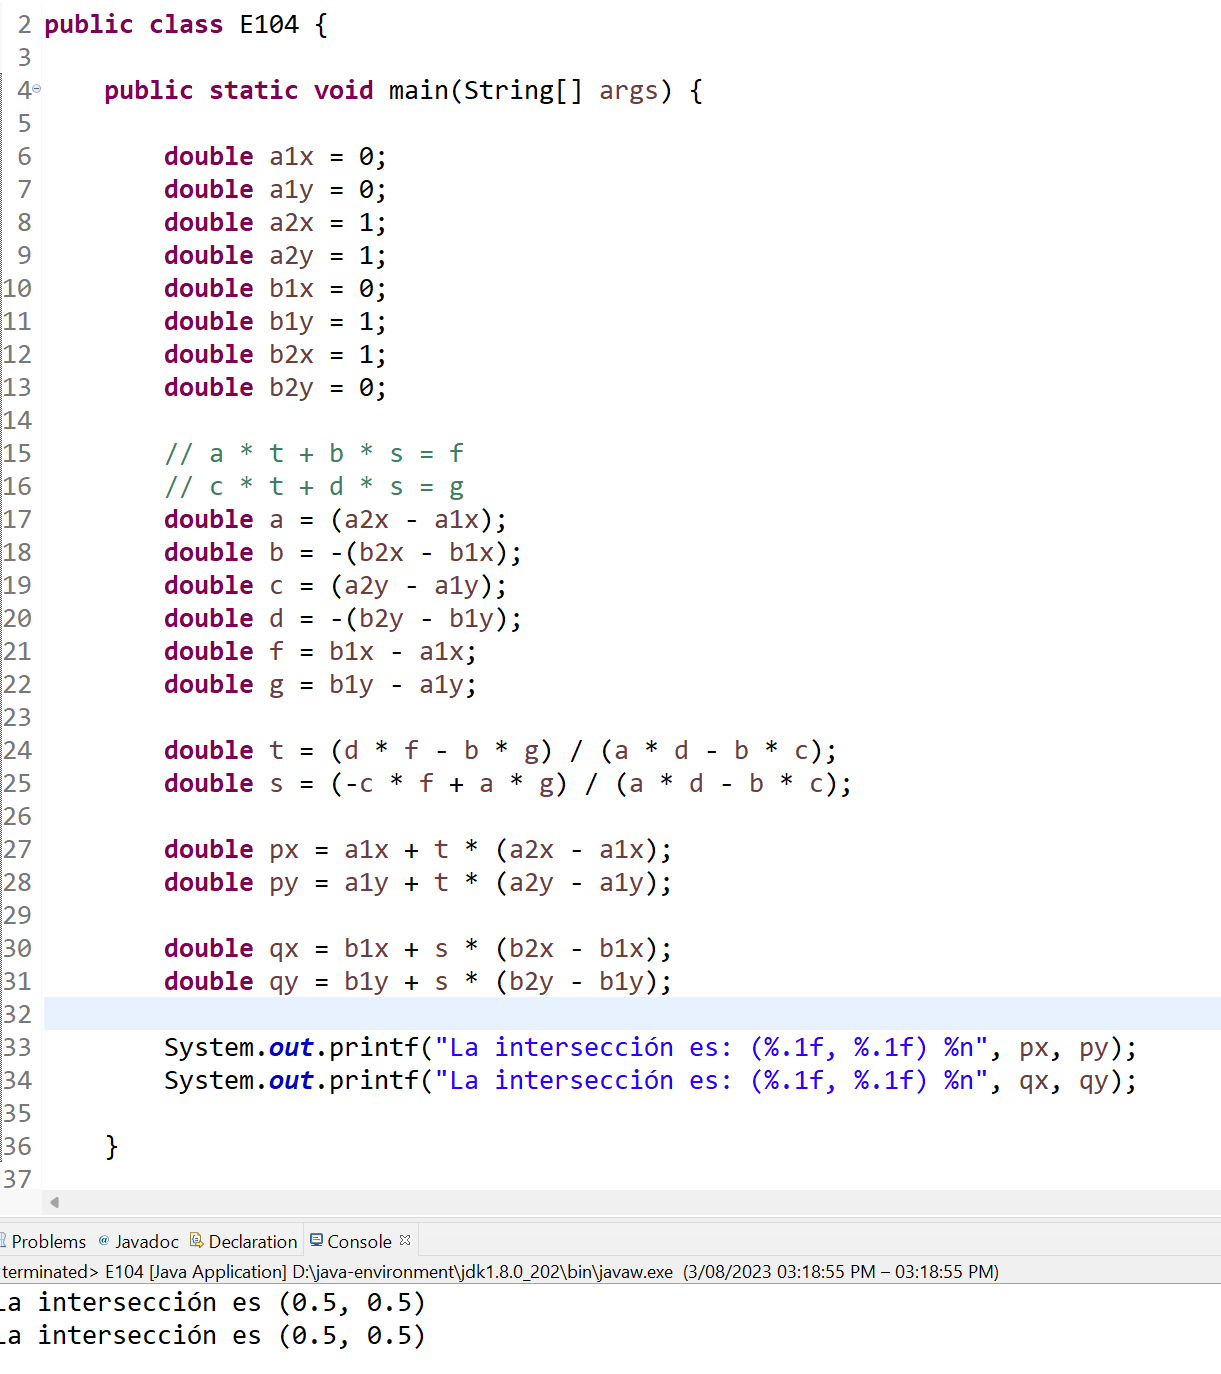 2 public class E104 {
3
4 public static void main(String[] args) {
5
6 double a1x = 0;
7 double a1y = 0;
8 double a2x = 1;
9 double a2y = 1;
10 double b1x = 0;
11 double b1y = 1;
12 double b2x = 1;
13 double b2y = 0;
14
15 // a * t + b * s = f
16 // c * t + d * s = g
17 double a = (a2x - a1x);
18 double b = -(b2x - b1x);
19 double c = (a2y - a1y);
20 double d = -(b2y - b1y);
21 double f = b1x - a1x;
22 double g = b1y - a1y;
23
24 double t = (d * f - b * g) / (a * d - b * c);
25 double s = (-c * f + a * g) / (a * d - b * c);
26
27 double px = a1x + t * (a2x - a1x);
28 double py = a1y + t * (a2y - a1y);
29
30 double qx = b1x + s * (b2x - b1x);
31 double qy = b1y + s * (b2y - b1y);
32
33 System.out.printf("La intersección es: (%.1f, %.1f) %n", px, py);
34 System.out.printf("La intersección es: (%.1f, %.1f) %n", qx, qy);
35
36 }
37
Problems @ Javadoc Declaration Console
terminated> E104 [Java Application] D:\java-environment\jdk1.8.0_202\bin\javaw.exe (3/08/2023 03:18:55 PM – 03:18:55 PM)
La intersección es (0.5, 0.5)
La intersección es (0.5, 0.5)